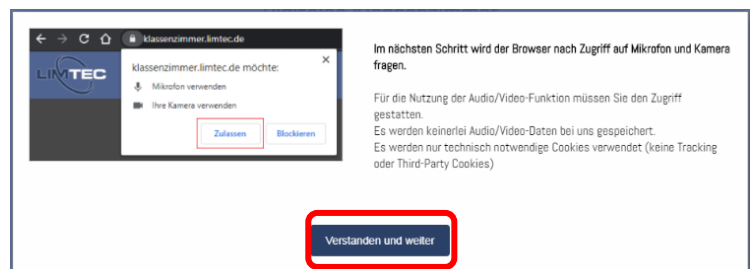 klassenzimmer.limtec.de
LIMTEC
klassenzimmer.limtec.de möchte:
Mikrofon verwenden
Ihre Kamera verwenden
Zulassen
Blockieren
Im nächsten Schritt wird der Browser nach Zugriff auf Mikrofon und Kamera
fragen.
Für die Nutzung der Audio/Video-Funktion müssen Sie den Zugriff
gestatten.
Es werden keinerlei Audio/Video-Daten bei uns gespeichert.
Es werden nur technisch notwendige Cookies verwendet (keine Tracking
oder Third-Party Cookies)
Verstanden und weiter